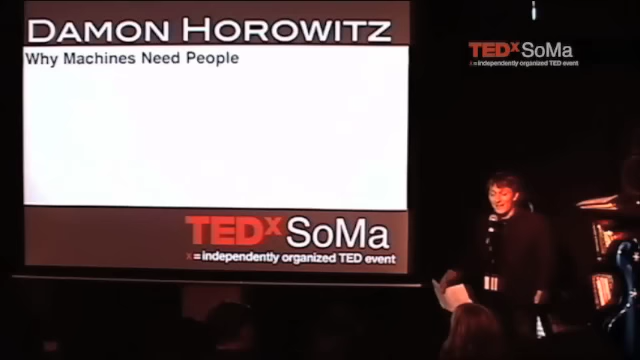 DAMON HOROWITZ
Why Machines Need People
TEDx SoMa
x = independently organized TED event
TEDx SoMa
x = independently organized TED event